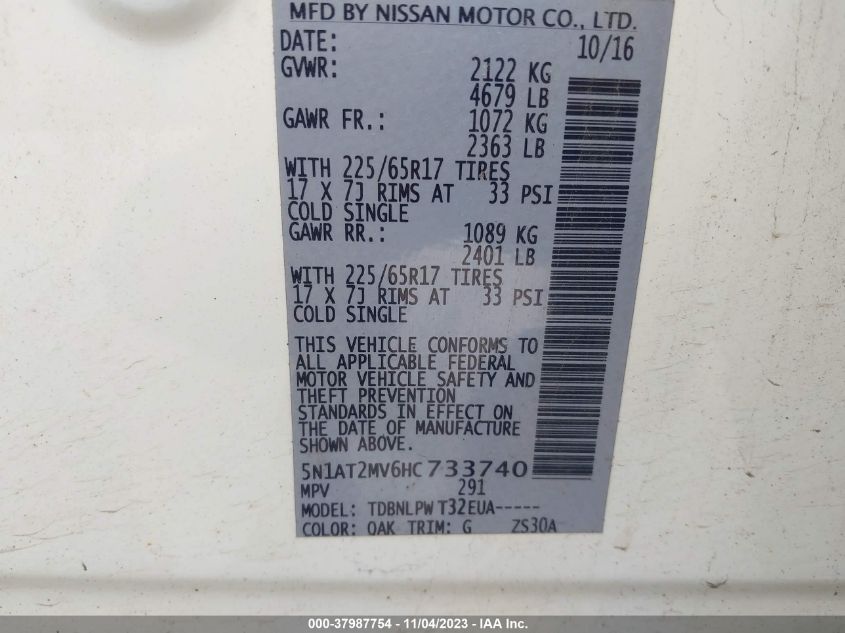 MFD BY NISSAN MOTOR CO., LTD.
DATE: 10/16
GVWR: 2122 KG
4679 LB
GAWR FR.: 1072 KG
2363 LB
WITH 225/65R17 TIRES
17 X 7J RIMS AT 33 PSI
COLD SINGLE
GAWR RR.: 1089 KG
2401 LB
WITH 225/65R17 TIRES
17 X 7J RIMS AT 33 PSI
COLD SINGLE
THIS VEHICLE CONFORMS TO
ALL APPLICABLE FEDERAL
MOTOR VEHICLE SAFETY AND
THEFT PREVENTION
STANDARDS IN EFFECT ON
THE DATE OF MANUFACTURE
SHOWN ABOVE.
5N1AT2MV6HC733740
MPV 291
MODEL: TDBNLPW T32EUA-----
COLOR: QAK TRIM: G ZS30A
000-37987754 - 11/04/2023 - IAA Inc.